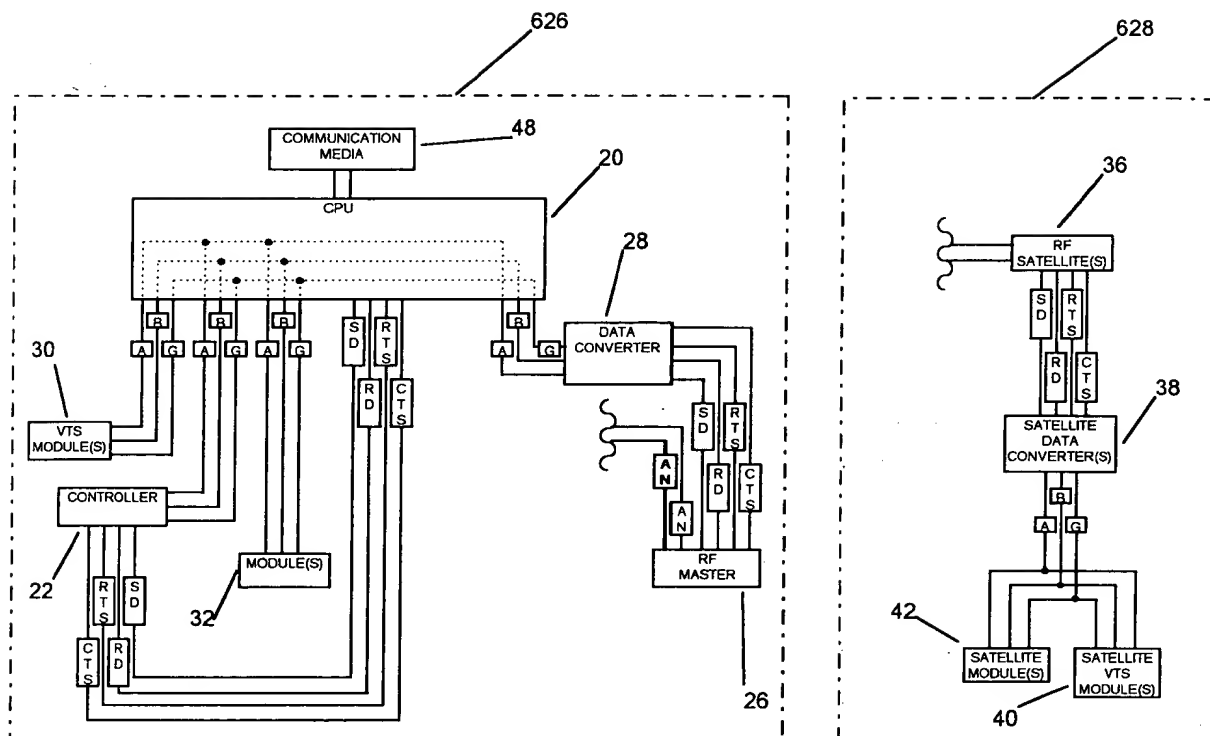 626
628
COMMUNICATION
MEDIA
48
20
CPU
36
RF
SATELLITE(S)
28
DATA
CONVERTER
A
B
G
A
B
G
A
B
G
SD
RD
RTS
CTS
A
B
G
SD
RD
RTS
CTS
30
VTS
MODULE(S)
SD
RD
RTS
CTS
38
SATELLITE
DATA
CONVERTER(S)
CONTROLLER
22
AN
AN
MODULE(S)
32
RF
MASTER
26
CTS
RTS
RD
SD
A
B
G
42
SATELLITE
MODULE(S)
SATELLITE
VTS
MODULE(S)
40